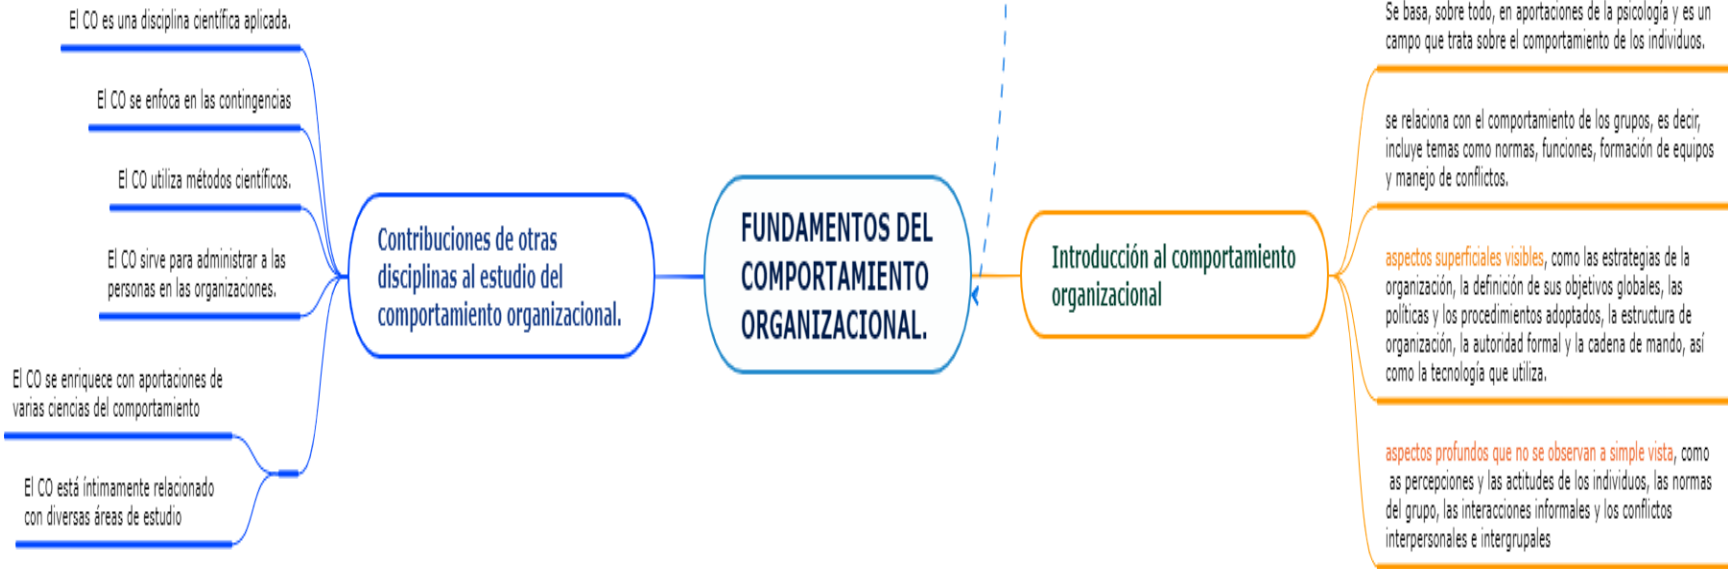 El CO es una disciplina científica aplicada.
El CO se enfoca en las contingencias
El CO utiliza métodos científicos.
El CO sirve para administrar a las
personas en las organizaciones.
El CO se enriquece con aportaciones de
varias ciencias del comportamiento
El CO está íntimamente relacionado
con diversas áreas de estudio
Contribuciones de otras
disciplinas al estudio del
comportamiento organizacional.
FUNDAMENTOS DEL
COMPORTAMIENTO
ORGANIZACIONAL.
Introducción al comportamiento
organizacional
Se basa, sobre todo, en aportaciones de la psicología y es un
campo que trata sobre el comportamiento de los individuos.
se relaciona con el comportamiento de los grupos, es decir,
incluye temas como normas, funciones, formación de equipos
y manejo de conflictos.
aspectos superficiales visibles, como las estrategias de la
organización, la definición de sus objetivos globales, las
políticas y los procedimientos adoptados, la estructura de
organización, la autoridad formal y la cadena de mando, así
como la tecnología que utiliza.
aspectos profundos que no se observan a simple vista, como
as percepciones y las actitudes de los individuos, las normas
del grupo, las interacciones informales y los conflictos
interpersonales e intergrupales